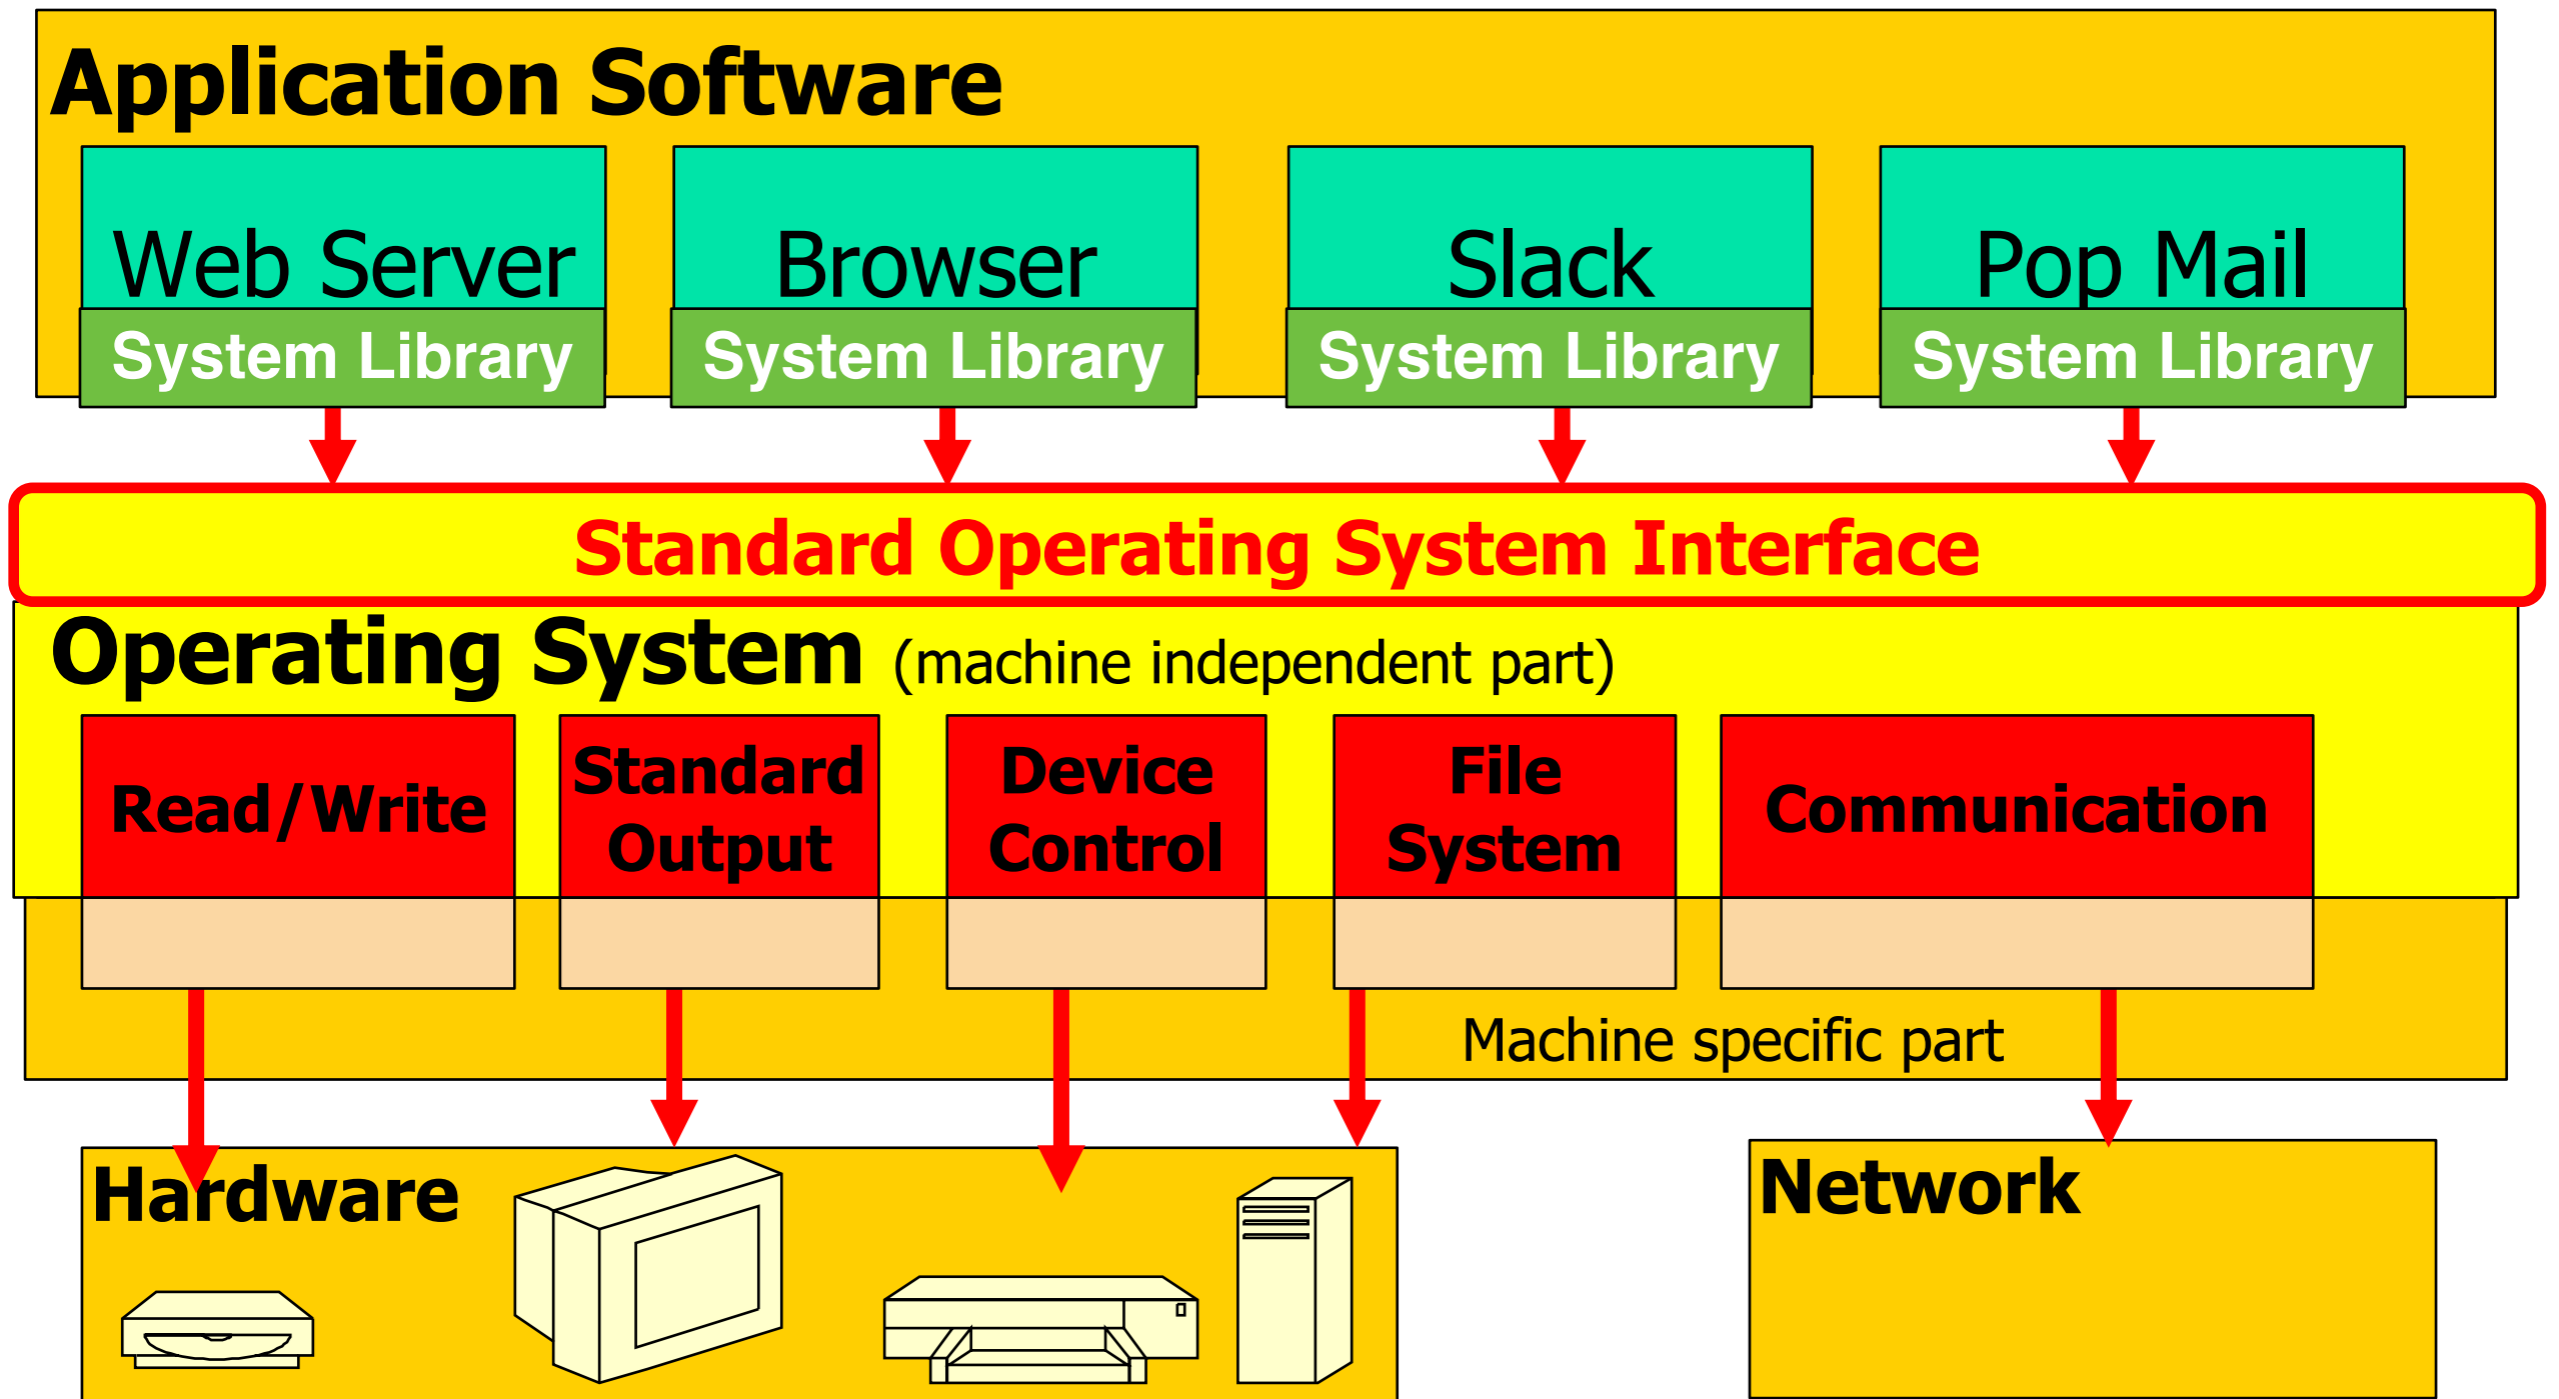 Application Software
Web Server
Browser
Slack
Pop Mail
System Library
System Library
System Library
System Library
Standard Operating System Interface
Operating System (machine independent part)
Read/Write
Standard
Output
Device
Control
File
System
Communication
Machine specific part
Hardware
Network